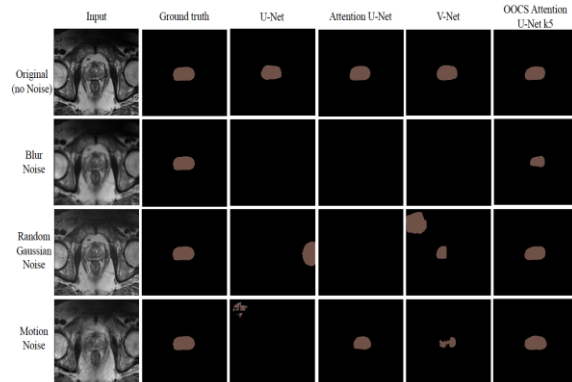 Input Ground truth U-Net Attention U-Net V-Net OOCS Attention
U-Net k5
Original
(no Noise)
Blur
Noise
Random
Gaussian
Noise
Motion
Noise